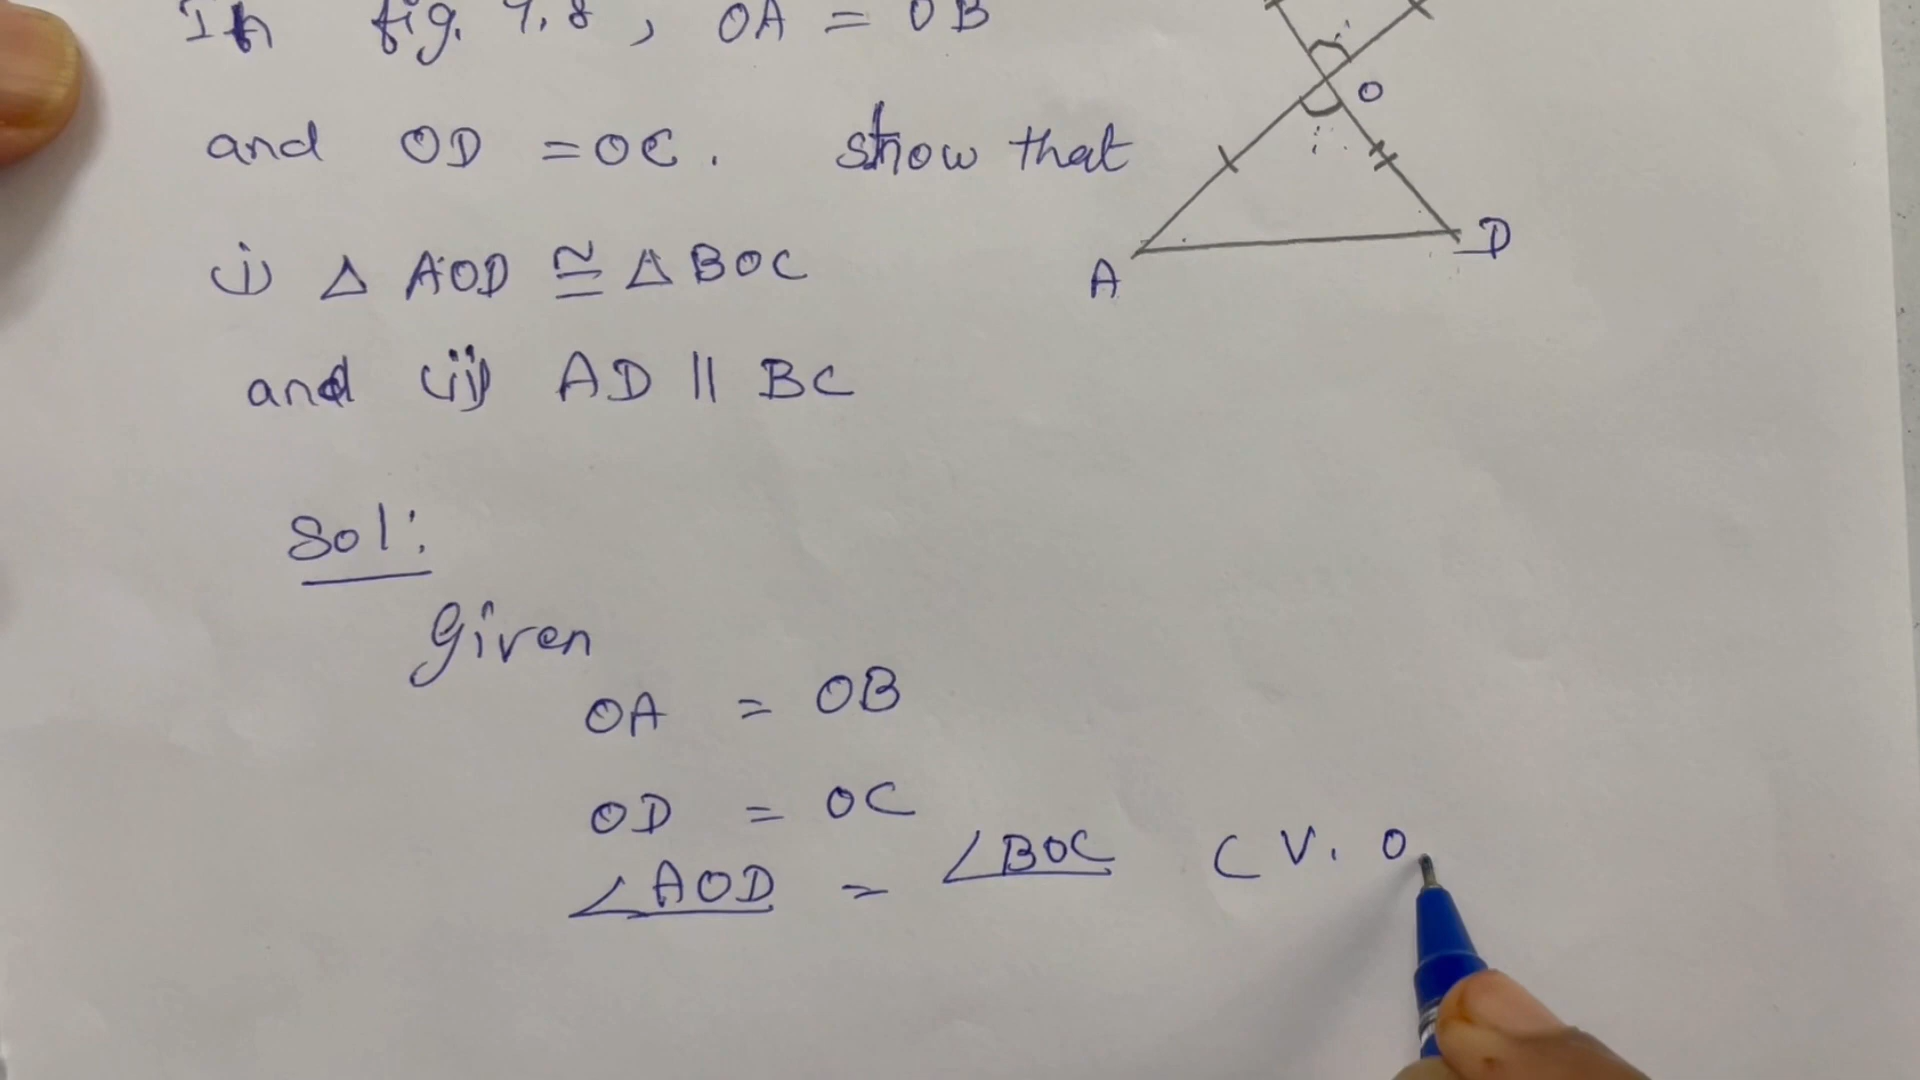 In fig. 7.8, OA = OB
and OD = OC. show that
(i) △ AOD ≅ △ BOC
and (ii) AD || BC
O
A
D
Sol:
Given
OA = OB
OD = OC
∠AOD = ∠BOC (V. O.